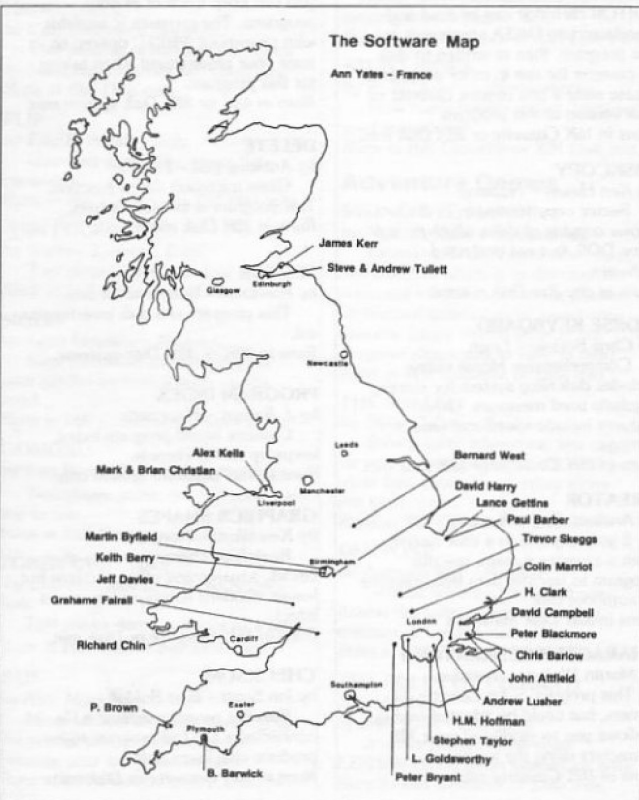 The Software Map
Ann Yates - France
James Kerr
Steve & Andrew Tullett
Edinburgh
Glasgow
Newcastle
Leeds
Bernard West
Alex Kells
Mark & Brian Christian
Manchester
Liverpool
David Harry
Lance Gettins
Paul Barber
Trevor Skeggs
Martin Byfield
Keith Berry
Birmingham
Colin Marriot
Jeff Davies
H. Clark
Grahame Fairall
David Campbell
London
Peter Blackmore
Richard Chin
Cardiff
Chris Barlow
John Attfield
Southampton
Andrew Lusher
P. Brown
Exeter
H.M. Hoffman
Plymouth
Stephen Taylor
B. Barwick
L. Goldsworthy
Peter Bryant